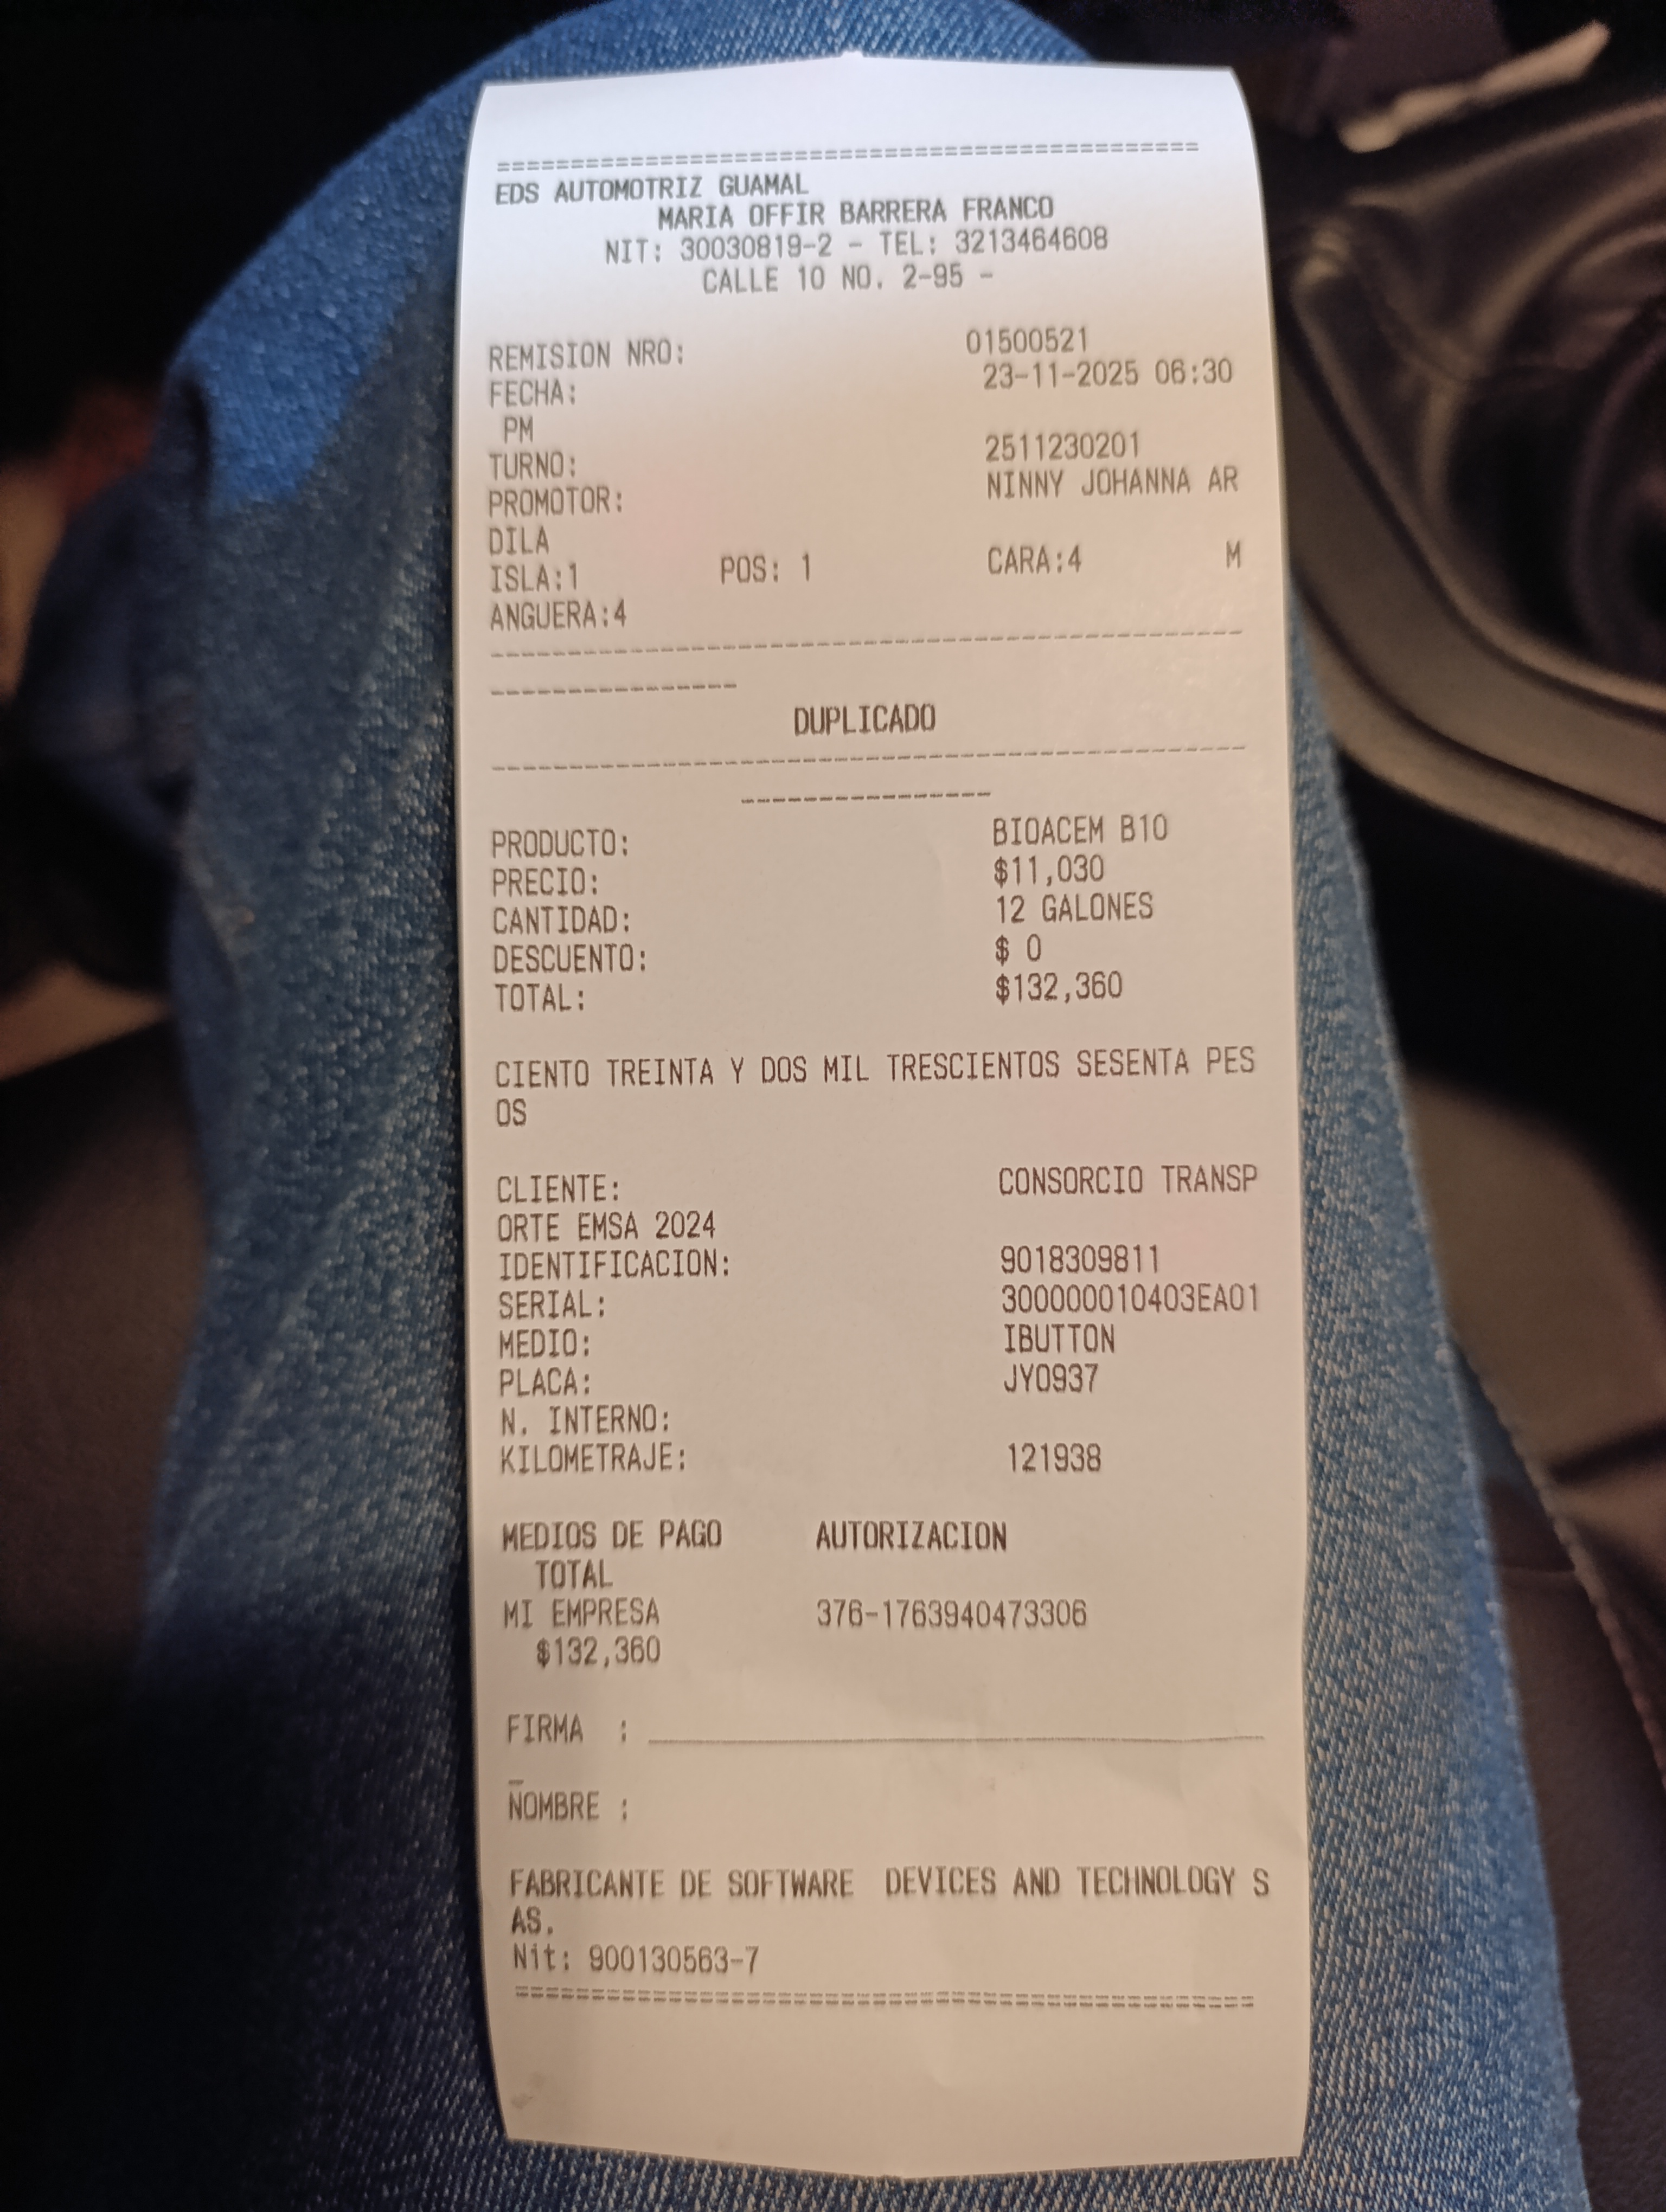 ================================================
EDS AUTOMOTRIZ GUAMAL
MARIA OFFIR BARRERA FRANCO
NIT: 30030819-2 - TEL: 3213464608
CALLE 10 NO. 2-95 -
REMISION NRO: 01500521
FECHA: 23-11-2025 06:30
PM
TURNO: 2511230201
PROMOTOR: NINNY JOHANNA AR
DILA
ISLA:1 POS: 1 CARA:4 M
ANGUERA:4
------------------------------------------------
----------------
DUPLICADO
------------------------------------------------
----------------
PRODUCTO: BIOACEM B10
PRECIO: $11,030
CANTIDAD: 12 GALONES
DESCUENTO: $ 0
TOTAL: $132,360
CIENTO TREINTA Y DOS MIL TRESCIENTOS SESENTA PES
OS
CLIENTE: CONSORCIO TRANSP
ORTE EMSA 2024
IDENTIFICACION: 9018309811
SERIAL: 300000010403EA01
MEDIO: IBUTTON
PLACA: JYO937
N. INTERNO:
KILOMETRAJE: 121938
MEDIOS DE PAGO AUTORIZACION
TOTAL
MI EMPRESA 376-1763940473306
$132,360
FIRMA : _______________________________________
_
NOMBRE :
FABRICANTE DE SOFTWARE DEVICES AND TECHNOLOGY S
AS.
Nit: 900130563-7
================================================